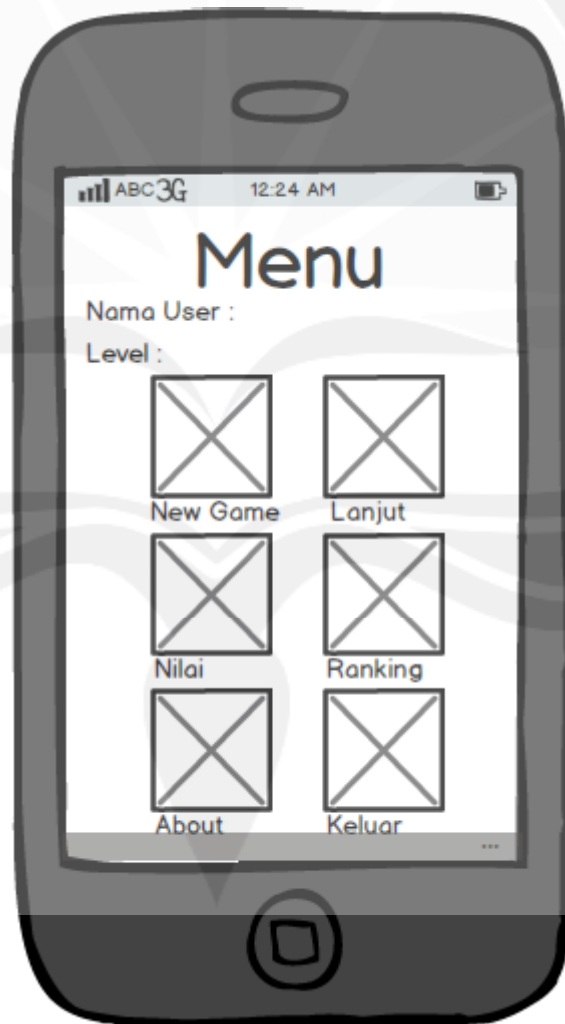 ABC 3G 12:24 AM
Menu
Nama User :
Level :
New Game Lanjut
Nilai Ranking
About Keluar
...